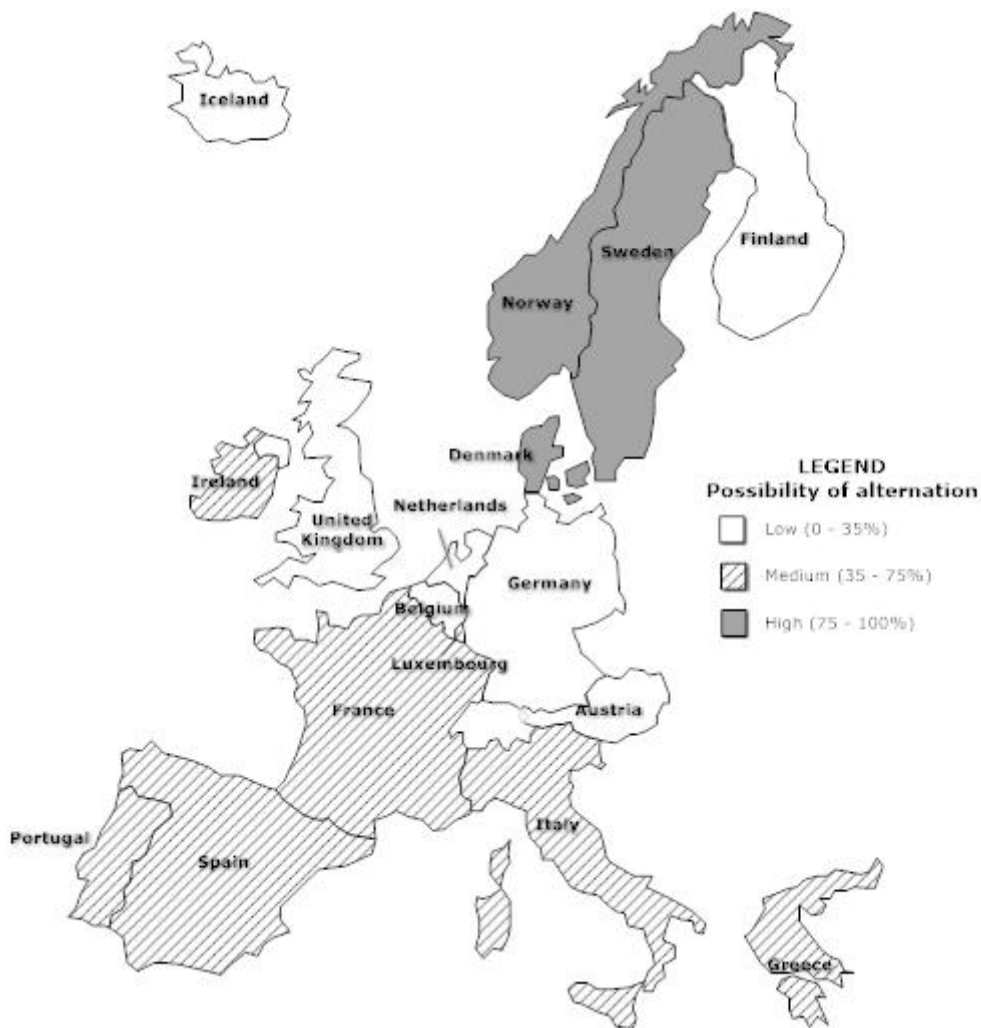 Iceland
Finland
Sweden
Norway
Denmark
Ireland
Netherlands
United
Kingdom
Germany
Belgium
Luxembourg
France
Austria
Portugal
Spain
Italy
Greece
LEGEND
Possibility of alternation
Low (0 - 35%)
Medium (35 - 75%)
High (75 - 100%)